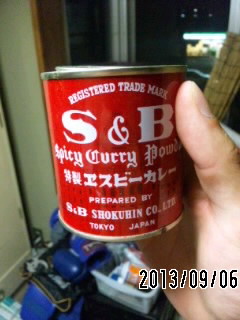 REGISTERED TRADE MARK
S & B
Spicy Curry Powder
特製ヱスビーカレー
PREPARED BY
S&B SHOKUHIN CO., LTD.
TOKYO JAPAN
2013/09/06